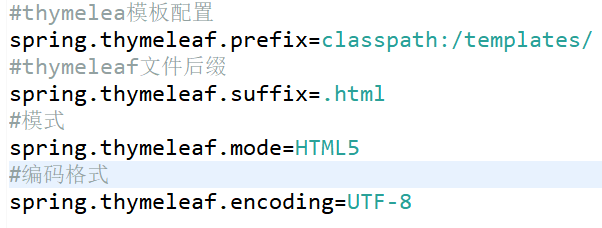 #thymelea模板配置
spring.thymeleaf.prefix=classpath:/templates/
#thymeleaf文件后缀
spring.thymeleaf.suffix=.html
#模式
spring.thymeleaf.mode=HTML5
#编码格式
spring.thymeleaf.encoding=UTF-8